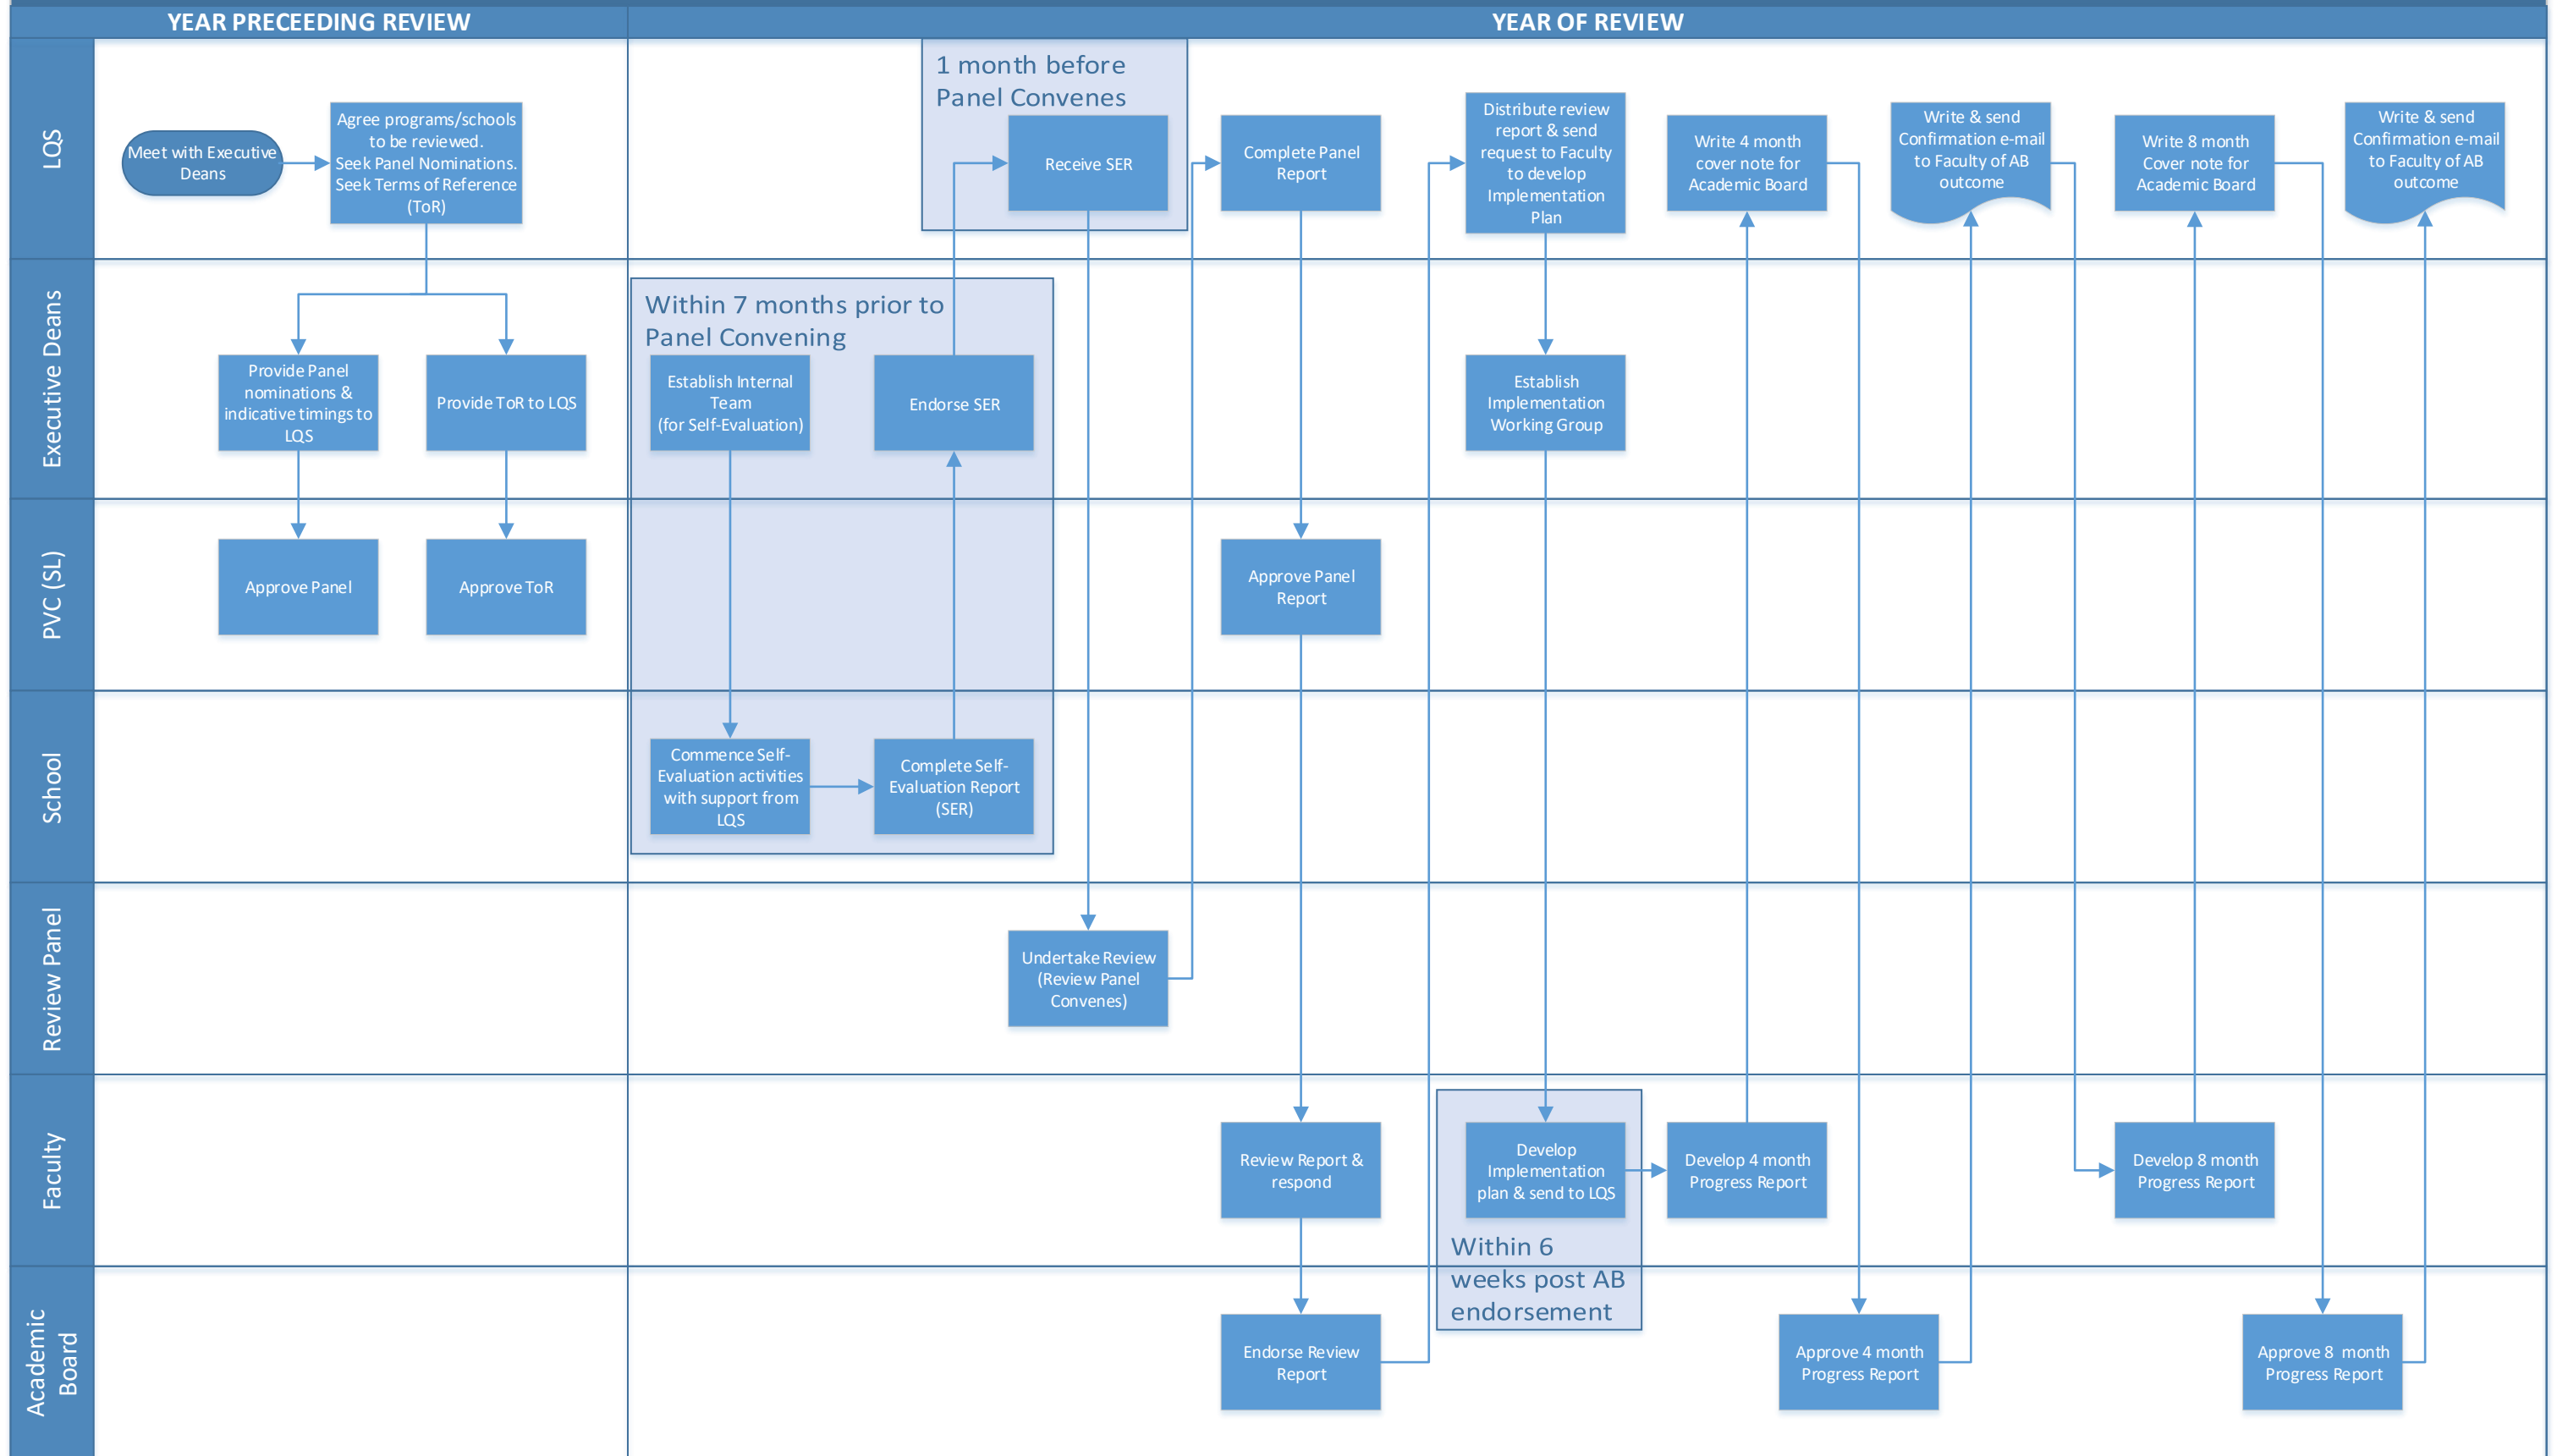 YEAR PRECEEDING REVIEW
YEAR OF REVIEW
LQS
Meet with Executive
Deans
Agree programs/schools
to be reviewed.
Seek Panel Nominations.
Seek Terms of Reference
(ToR)
1 month before
Panel Convenes
Receive SER
Complete Panel
Report
Distribute review
report & send
request to Faculty
to develop
Implementation
Plan
Write 4 month
cover note for
Academic Board
Write & send
Confirmation e-mail
to Faculty of AB
outcome
Write 8 month
Cover note for
Academic Board
Write & send
Confirmation e-mail
to Faculty of AB
outcome
Executive Deans
Provide Panel
nominations &
indicative timings to
LQS
Provide ToR to LQS
Within 7 months prior to
Panel Convening
Establish Internal
Team
(for Self-Evaluation)
Endorse SER
Establish
Implementation
Working Group
PVC (SL)
Approve Panel
Approve ToR
Approve Panel
Report
School
Commence Self-
Evaluation activities
with support from
LQS
Complete Self-
Evaluation Report
(SER)
Review Panel
Undertake Review
(Review Panel
Convenes)
Faculty
Review Report &
respond
Develop
Implementation
plan & send to LQS
Within 6
weeks post AB
endorsement
Develop 4 month
Progress Report
Develop 8 month
Progress Report
Academic
Board
Endorse Review
Report
Approve 4 month
Progress Report
Approve 8 month
Progress Report